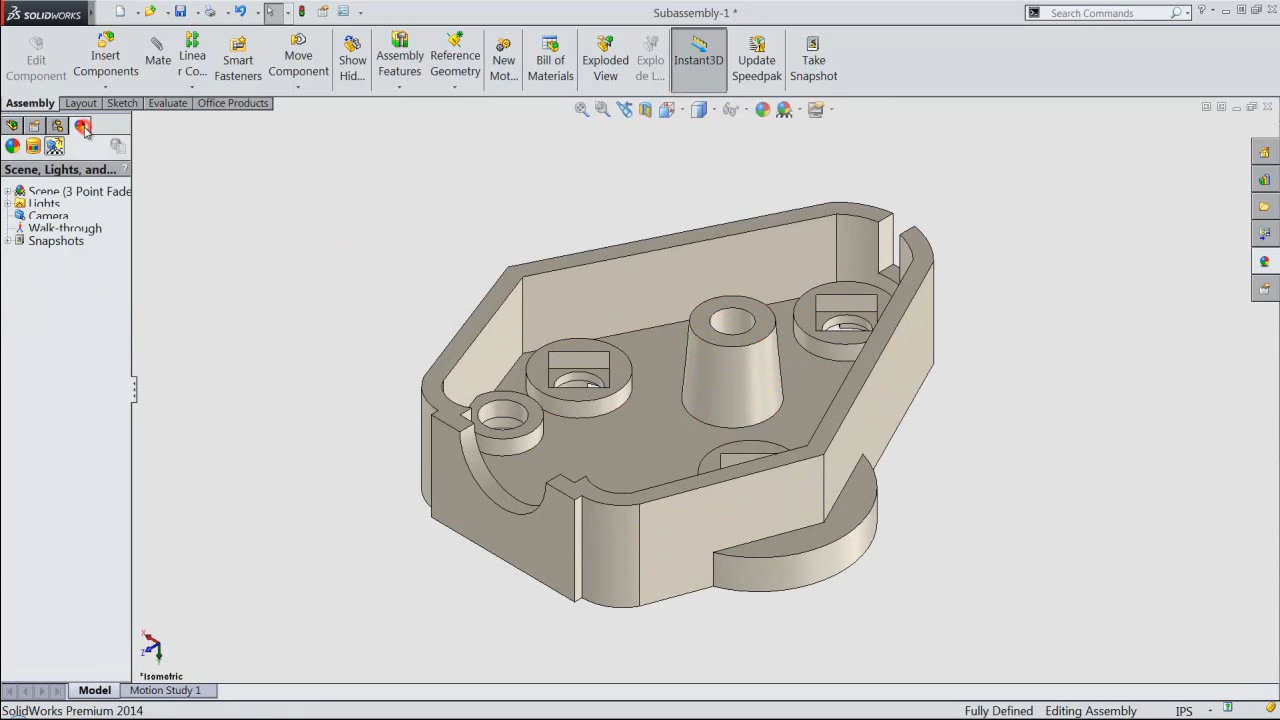 SOLIDWORKS
Subassembly-1 *
Search Commands
Edit Component
Insert Components
Mate
Linea r Co...
Smart Fasteners
Move Component
Show Hid...
Assembly Features
Reference Geometry
New Mot...
Bill of Materials
Exploded View
Explo de L...
Instant3D
Update Speedpak
Take Snapshot
Assembly
Layout
Sketch
Evaluate
Office Products
Scene, Lights, and... ?
Scene (3 Point Fade
Lights
Camera
Walk-through
Snapshots
X
Z
Y
*Isometric
Model
Motion Study 1
SolidWorks Premium 2014
Fully Defined
Editing Assembly
IPS